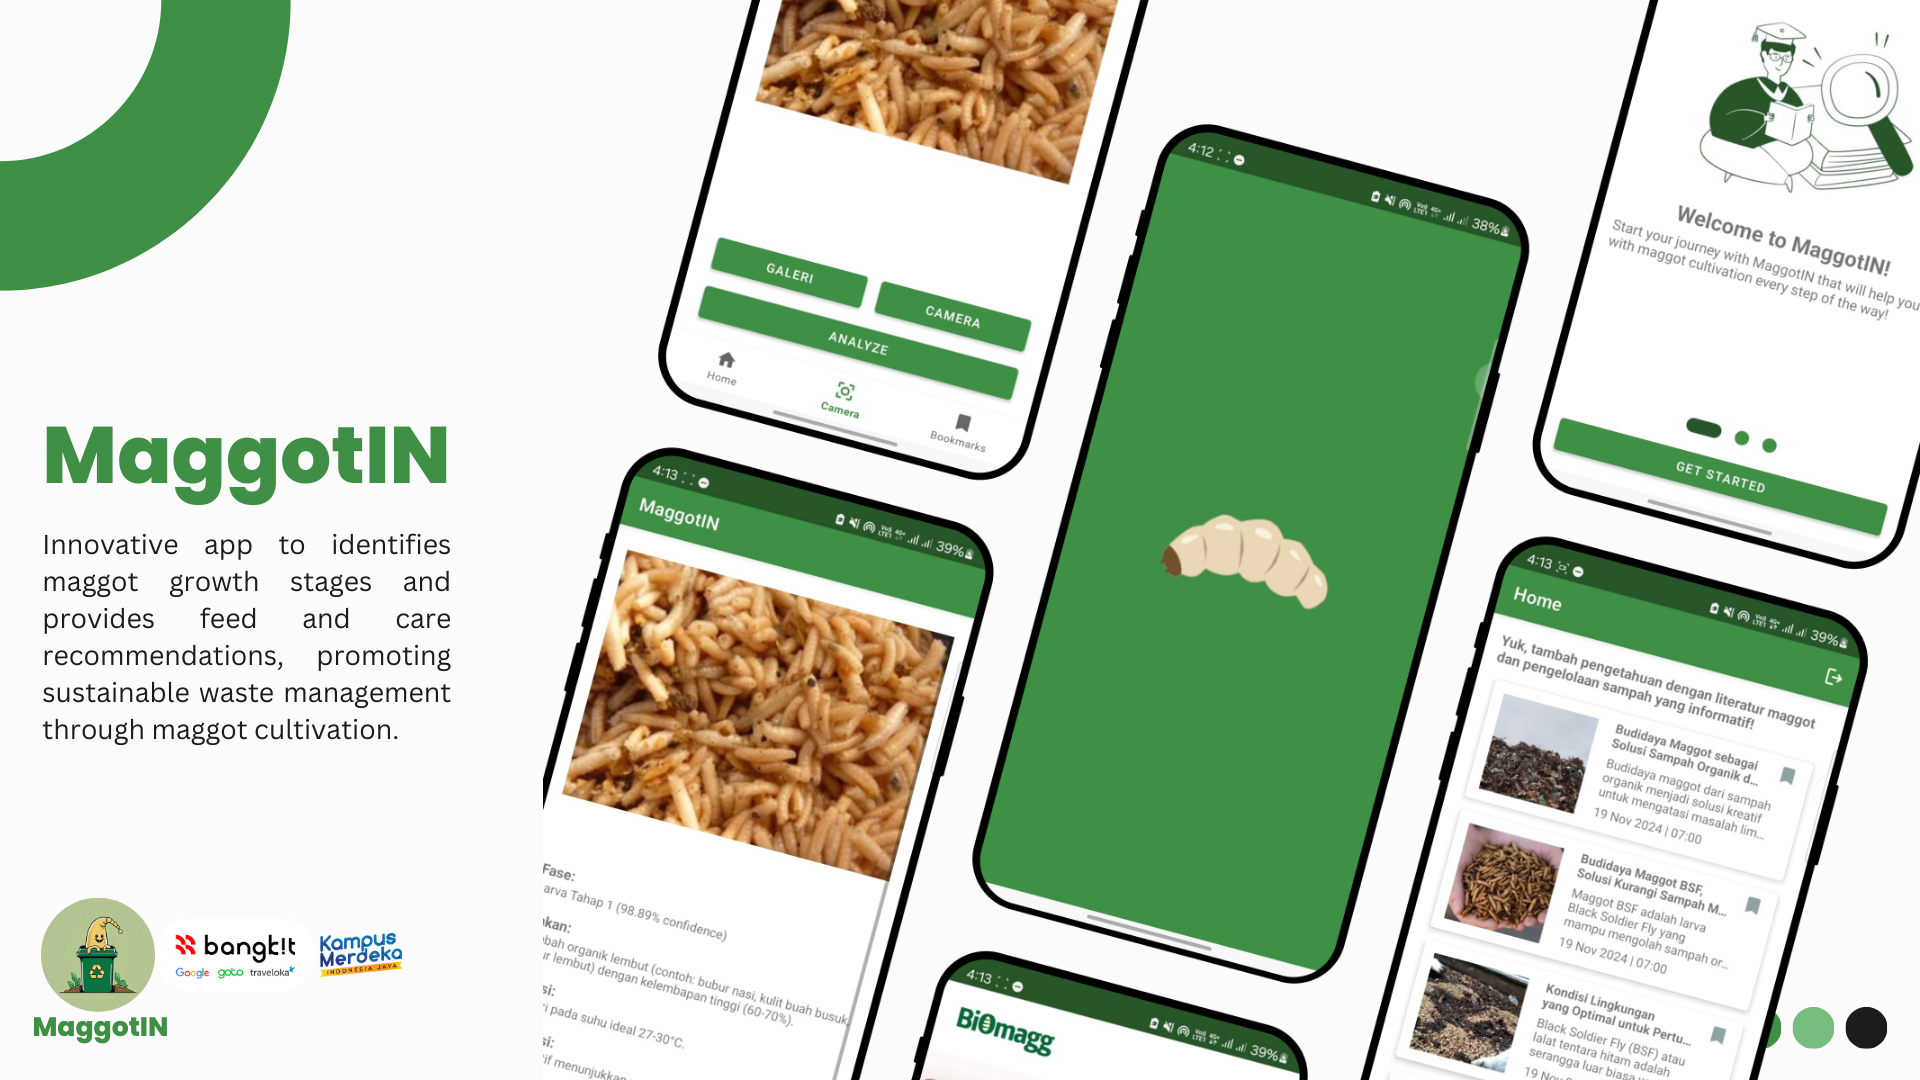 MaggotIN
Innovative app to identifies
maggot growth stages and
provides feed and care
recommendations, promoting
sustainable waste management
through maggot cultivation.
MaggotIN
bangk!t
Google goto traveloka
Kampus
Merdeka
INDONESIA JAYA
GALERI
CAMERA
ANALYZE
Home
Camera
Bookmarks
4:13
39%
MaggotIN
Fase:
arva Tahap 1 (98.89% confidence)
kan:
bah organik lembut (contoh: bubur nasi, kulit buah busuk,
ur lembut) dengan kelembapan tinggi (60-70%).
si:
ri pada suhu ideal 27-30°C.
si:
tif menunjukkan
4:12
38%
4:13
39%
BiOmagg
Welcome to MaggotIN!
Start your journey with MaggotIN that will help you
with maggot cultivation every step of the way!
GET STARTED
4:13
39%
Home
Yuk, tambah pengetahuan dengan literatur maggot
dan pengelolaan sampah yang informatif!
Budidaya Maggot sebagai
Solusi Sampah Organik d...
Budidaya maggot dari sampah
organik menjadi solusi kreatif
untuk mengatasi masalah lim...
19 Nov 2024 | 07:00
Budidaya Maggot BSF,
Solusi Kurangi Sampah M...
Maggot BSF adalah larva
Black Soldier Fly yang
mampu mengolah sampah or...
19 Nov 2024 | 07:00
Kondisi Lingkungan
yang Optimal untuk Pertu...
Black Soldier Fly (BSF) atau
lalat tentara hitam adalah
serangga luar biasa
19 Nov